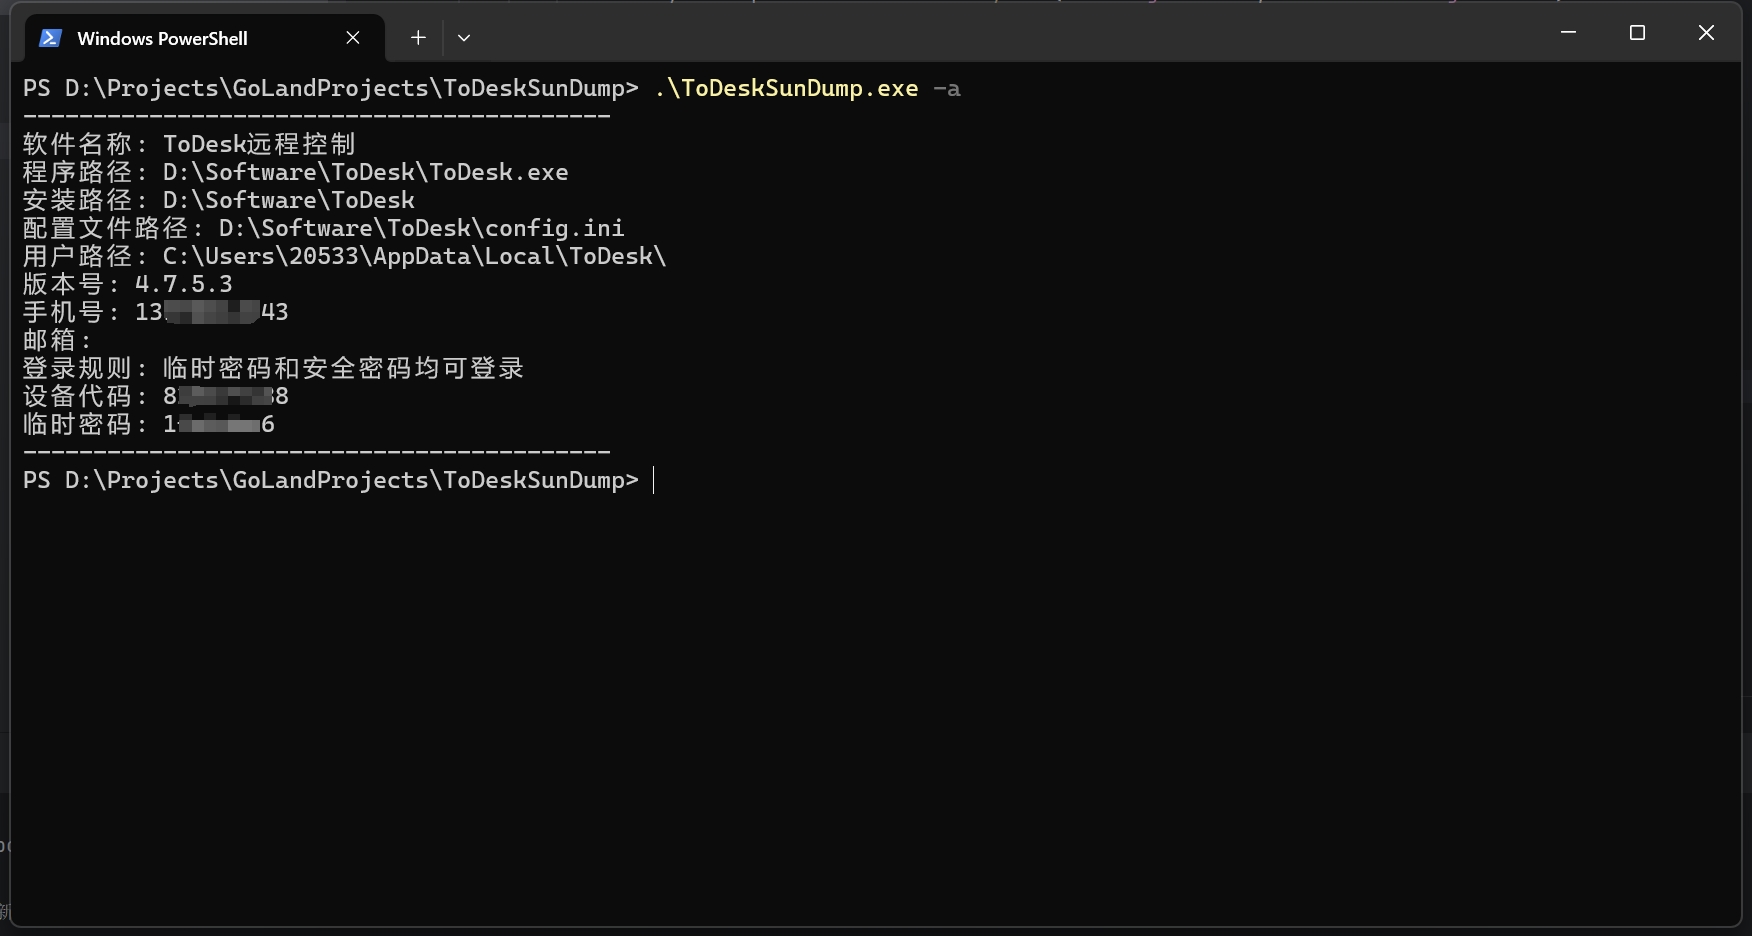 Windows PowerShell
PS D:\Projects\GoLandProjects\ToDeskSunDump> .\ToDeskSunDump.exe -a
------------------------------------------
软件名称: ToDesk远程控制
程序路径: D:\Software\ToDesk\ToDesk.exe
安装路径: D:\Software\ToDesk
配置文件路径: D:\Software\ToDesk\config.ini
用户路径: C:\Users\20533\AppData\Local\ToDesk\
版本号: 4.7.5.3
手机号: 13 43
邮箱:
登录规则: 临时密码和安全密码均可登录
设备代码: 8 8
临时密码: 1 6
------------------------------------------
PS D:\Projects\GoLandProjects\ToDeskSunDump>